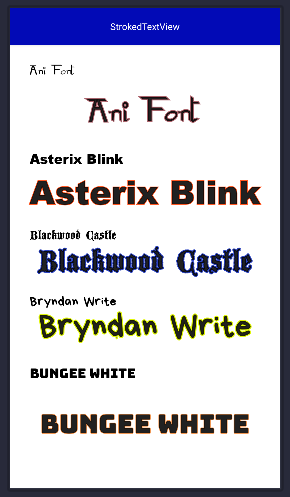 StrokedTextView
Ani Font
Ani Font
Asterix Blink
Asterix Blink
Blackwood Castle
Blackwood Castle
Bryndan Write
Bryndan Write
BUNGEE WHITE
BUNGEE WHITE